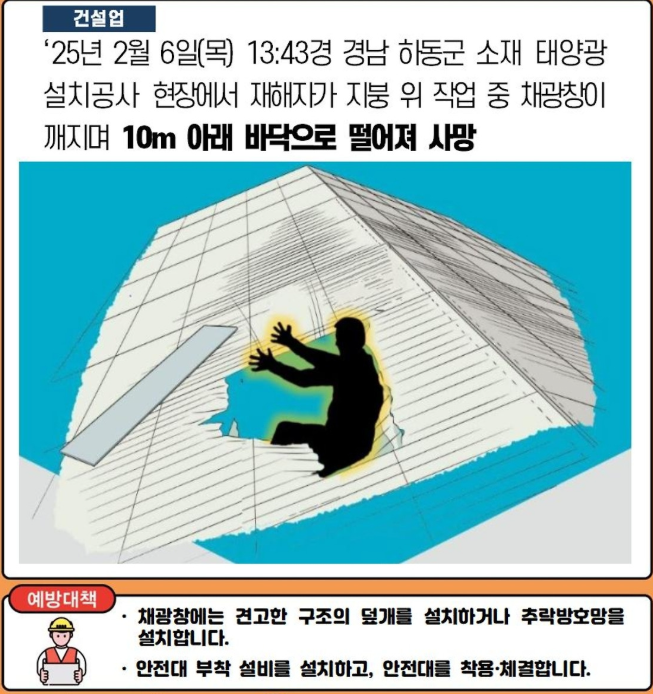 건설업
‘25년 2월 6일(목) 13:43경 경남 하동군 소재 태양광
설치공사 현장에서 재해자가 지붕 위 작업 중 채광창이
깨지며 10m 아래 바닥으로 떨어져 사망
예방대책
· 채광창에는 견고한 구조의 덮개를 설치하거나 추락방호망을
설치합니다.
· 안전대 부착 설비를 설치하고, 안전대를 착용·체결합니다.